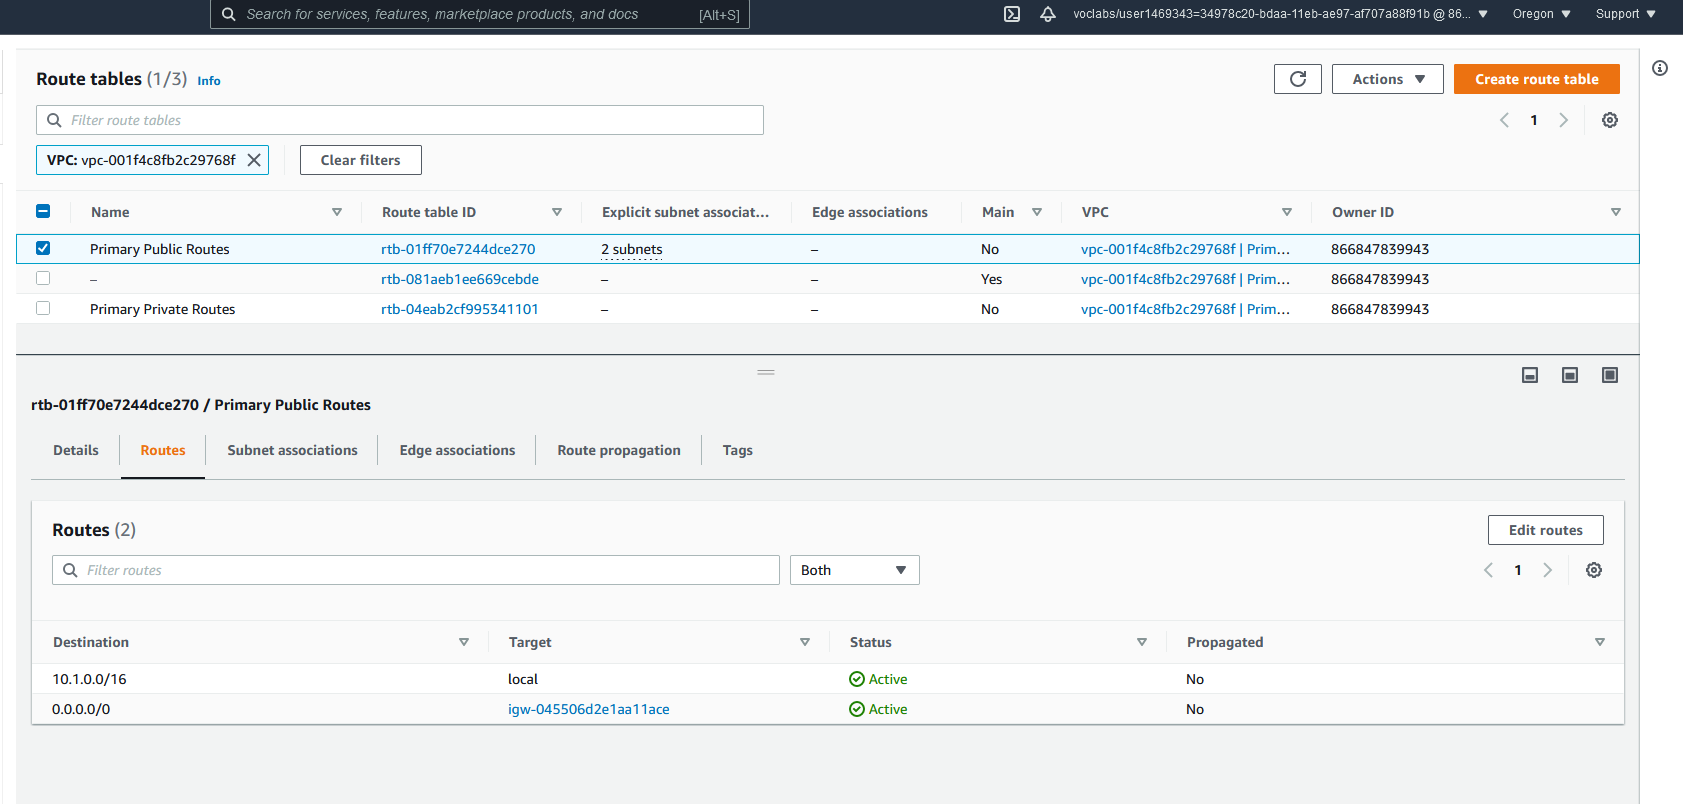 Search for services, features, marketplace products, and docs [Alt+S] voclabs/user1469343=34978c20-bdaa-11eb-ae97-af707a88f91b @ 86... Oregon Support
Route tables (1/3) Info Actions Create route table
Filter route tables 1
VPC: vpc-001f4c8fb2c29768f Clear filters
Name Route table ID Explicit subnet associat... Edge associations Main VPC Owner ID
Primary Public Routes rtb-01ff70e7244dce270 2 subnets – No vpc-001f4c8fb2c29768f | Prim... 866847839943
– rtb-081aeb1ee669cebde – – Yes vpc-001f4c8fb2c29768f | Prim... 866847839943
Primary Private Routes rtb-04eab2cf995341101 – – No vpc-001f4c8fb2c29768f | Prim... 866847839943
rtb-01ff70e7244dce270 / Primary Public Routes
Details Routes Subnet associations Edge associations Route propagation Tags
Routes (2) Edit routes
Filter routes Both 1
Destination Target Status Propagated
10.1.0.0/16 local Active No
0.0.0.0/0 igw-045506d2e1aa11ace Active No